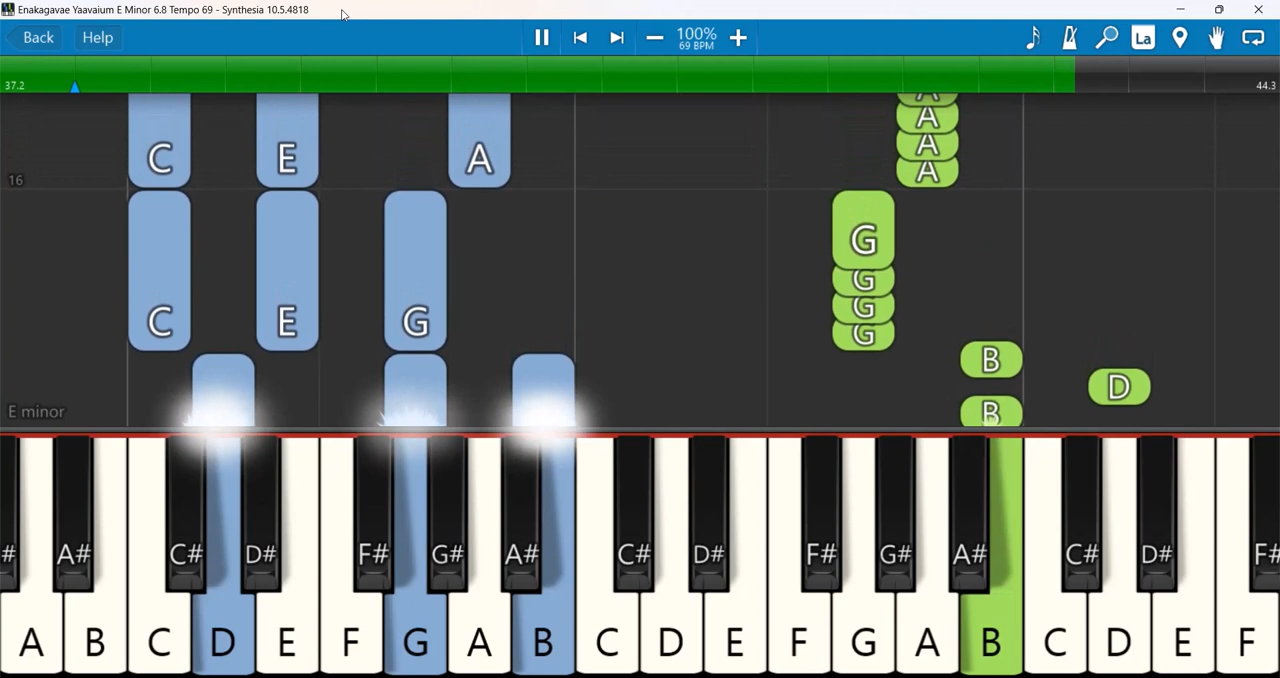 Enakagavae Yaavaium E Minor 6.8 Tempo 69 - Synthesia 10.5.4818
Back Help 100% La
69 BPM
37.2 44.3
A
C E A A
A
16 A
G
G
G
C E G G
B
D
E minor B
# A# C# D# F# G# A# C# D# F# G# A# C# D# F#
A B C D E F G A B C D E F G A B C D E F